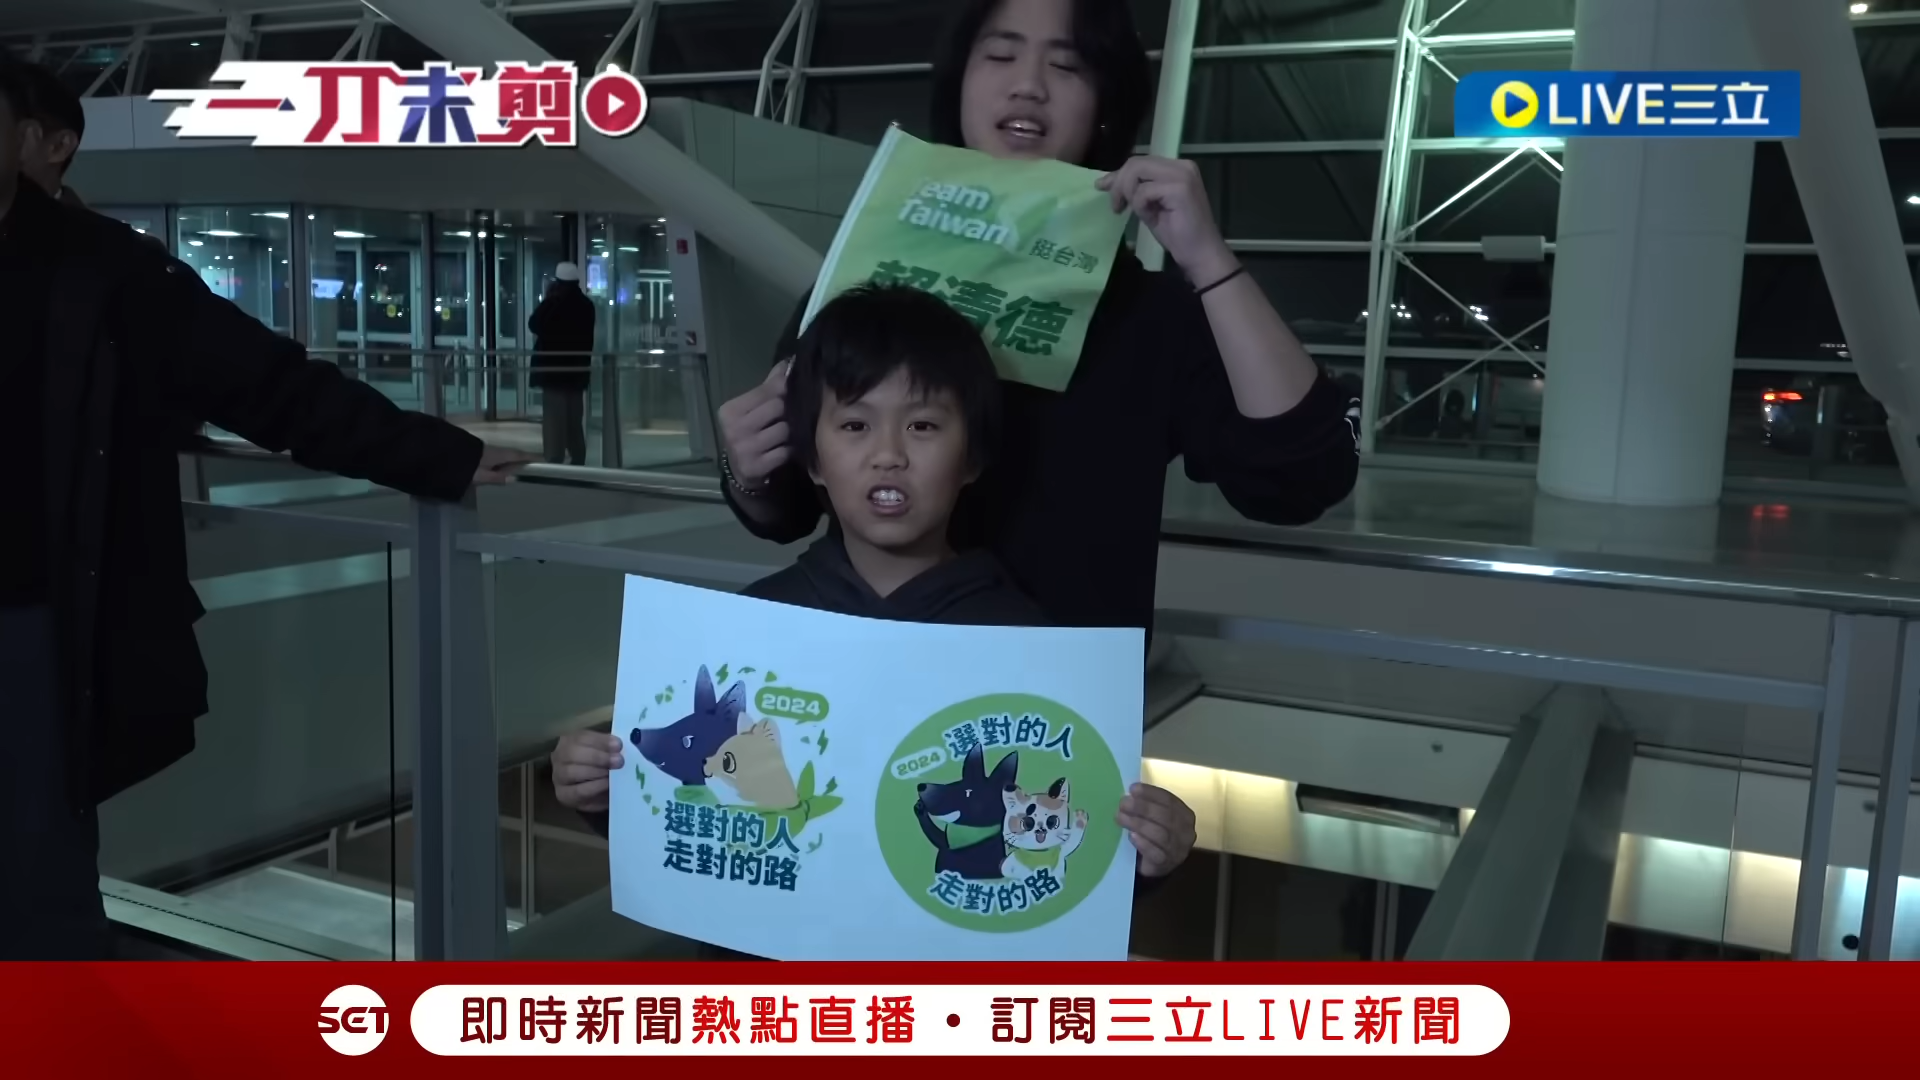 一刀未剪
LIVE三立
Team
Taiwan
挺台灣
清德
2024
選對的人
走對的路
2024
選對的人
走對的路
SET
即時新聞熱點直播・訂閱三立LIVE新聞